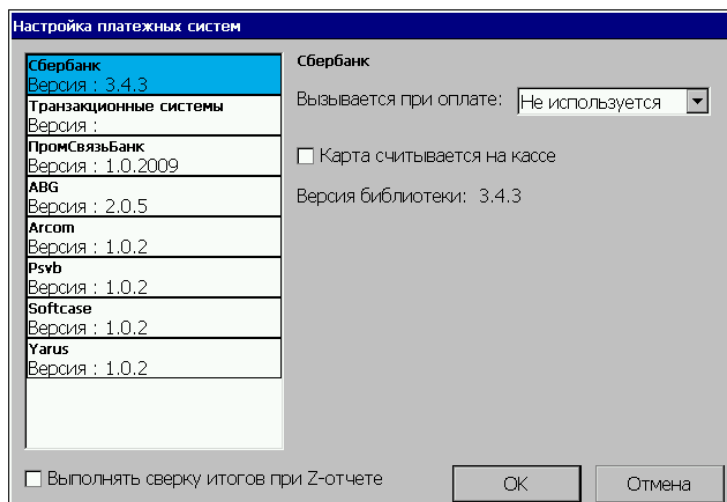 Настройка платежных систем
Сбербанк
Версия : 3.4.3
Транзакционные системы
Версия :
ПромСвязьБанк
Версия : 1.0.2009
ABG
Версия : 2.0.5
Arcom
Версия : 1.0.2
Psvb
Версия : 1.0.2
Softcase
Версия : 1.0.2
Yarus
Версия : 1.0.2
Сбербанк
Вызывается при оплате: Не используется
Карта считывается на кассе
Версия библиотеки: 3.4.3
Выполнять сверку итогов при Z-отчете
OK
Отмена